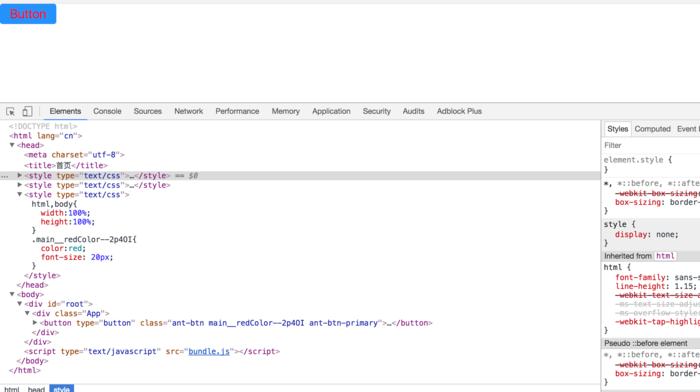 Button
Elements Console Sources Network Performance Memory Application Security Audits Adblock Plus
<!DOCTYPE html>
<html lang="cn">
▼<head>
<meta charset="utf-8">
<title>首页</title>
… ▶<style type="text/css">…</style> == $0
▶<style type="text/css">…</style>
▼<style type="text/css">
html,body{
width:100%;
height:100%;
}
.main__redColor--2p4OI{
color:red;
font-size: 20px;
}
</style>
</head>
▼<body>
▼<div id="root">
▼<div class="App">
▶<button type="button" class="ant-btn main__redColor--2p4OI ant-btn-primary">…</button>
</div>
</div>
<script type="text/javascript" src="bundle.js"></script>
</body>
</html>
html body style
Styles Computed Event
Filter
element.style {
}
*, *::before, *::afte
-webkit-box-sizing:
box-sizing: border-
}
style {
display: none;
}
Inherited from html
html {
font-family: sans-s
line-height: 1.15;
-webkit-text-size-a
-ms-text-size-adju
-ms-overflow-style
-webkit-tap-highlig
}
Pseudo ::before element
*, *::before, *::afte
-webkit-box-sizing:
box-sizing: border-